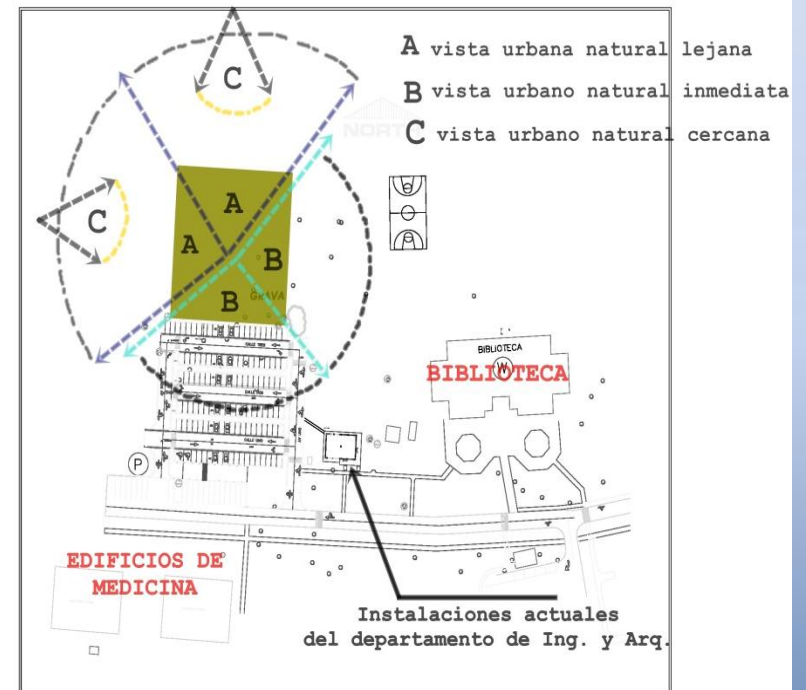 A vista urbana natural lejana
B vista urbano natural inmediata
C vista urbano natural cercana
C
NORTE
C
A
A
B
GRAVA
B
BIBLIOTECA
W
BIBLIOTECA
P
EDIFICIOS DE
MEDICINA
Instalaciones actuales
del departamento de Ing. y Arq.